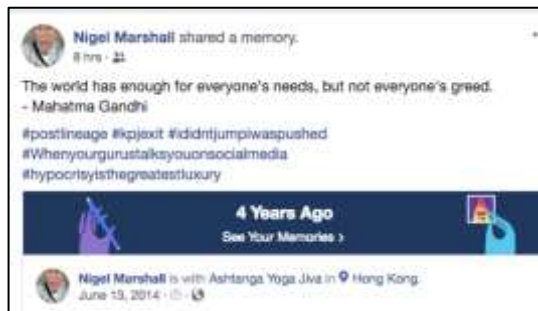 Nigel Marshall shared a memory.
8 hrs ·
The world has enough for everyone's needs, but not everyone's greed.
- Mahatma Gandhi
#postlineage #kpjexit #ididntjumpiwaspushed
#Whenyourgurustalksyouonsocialmedia
#hypocrisyisthegreatestluxury
4 Years Ago
See Your Memories >
Nigel Marshall is with Ashtanga Yoga Jiva in Hong Kong.
June 13, 2014 ·